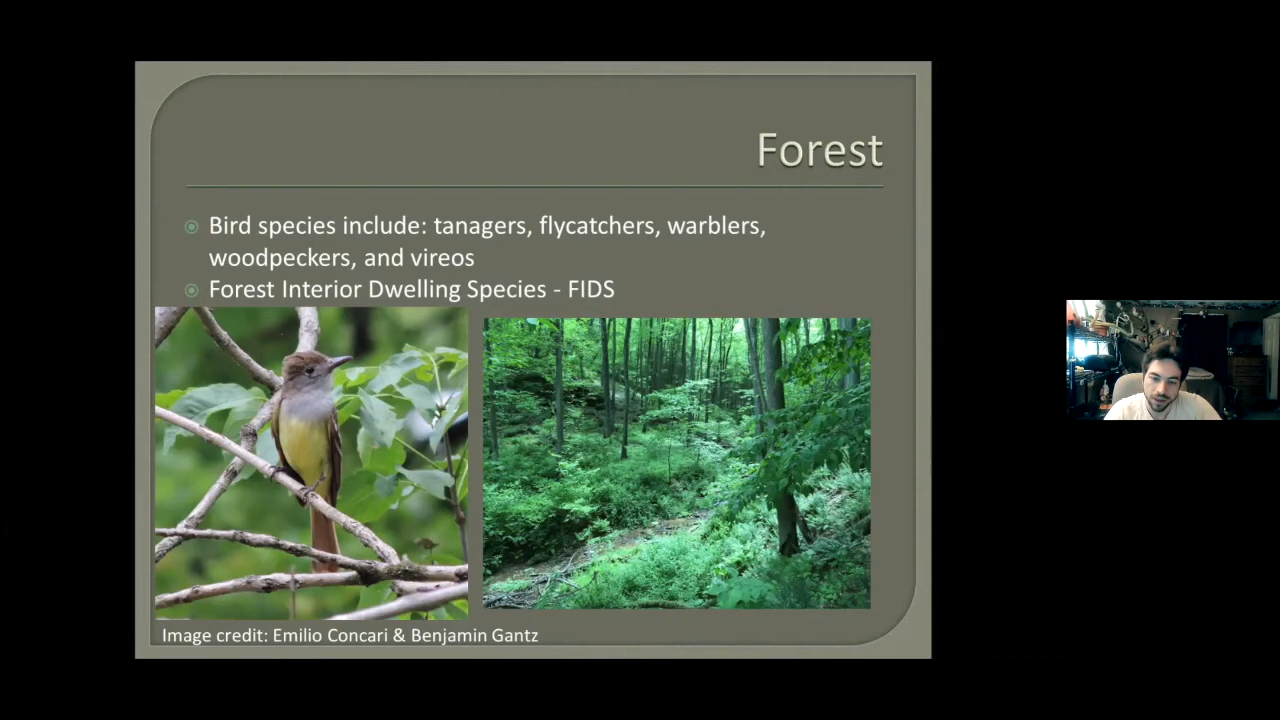 Forest
Bird species include: tanagers, flycatchers, warblers,
woodpeckers, and vireos
Forest Interior Dwelling Species - FIDS
Image credit: Emilio Concari & Benjamin Gantz